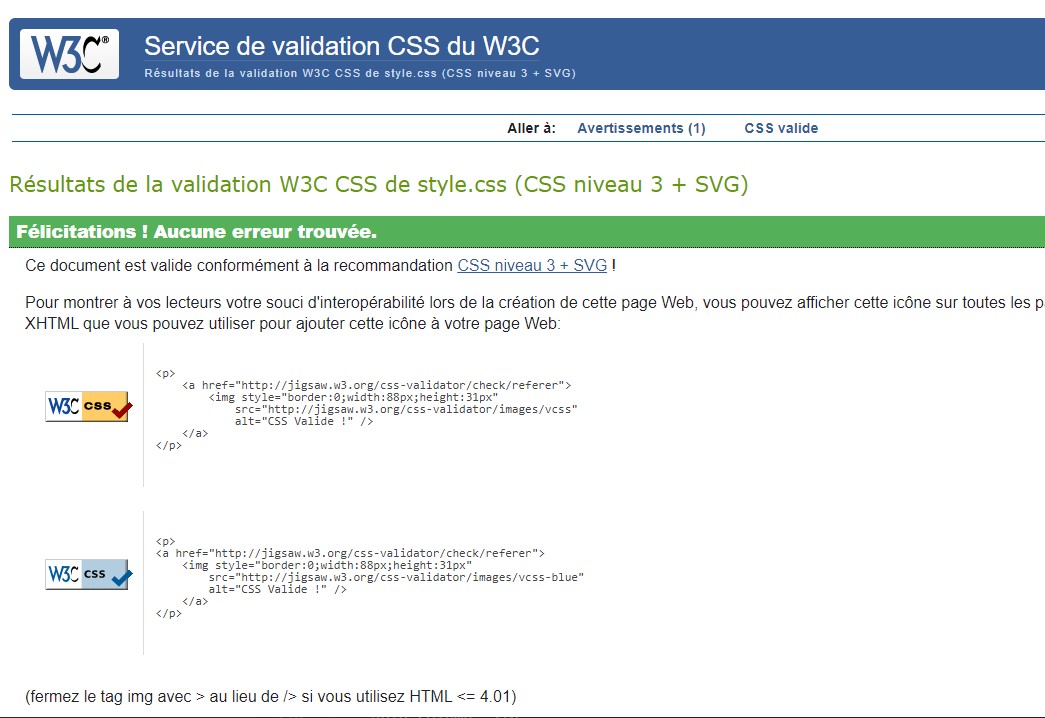 W3C®
Service de validation CSS du W3C
Résultats de la validation W3C CSS de style.css (CSS niveau 3 + SVG)
Aller à: Avertissements (1) CSS valide
Résultats de la validation W3C CSS de style.css (CSS niveau 3 + SVG)
Félicitations ! Aucune erreur trouvée.
Ce document est valide conformément à la recommandation CSS niveau 3 + SVG !
Pour montrer à vos lecteurs votre souci d'interopérabilité lors de la création de cette page Web, vous pouvez afficher cette icône sur toutes les
XHTML que vous pouvez utiliser pour ajouter cette icône à votre page Web:
W3C css
<p>
<a href="http://jigsaw.w3.org/css-validator/check/referer">
<img style="border:0;width:88px;height:31px"
src="http://jigsaw.w3.org/css-validator/images/vcss"
alt="CSS Valide !" />
</a>
</p>
W3C css
<p>
<a href="http://jigsaw.w3.org/css-validator/check/referer">
<img style="border:0;width:88px;height:31px"
src="http://jigsaw.w3.org/css-validator/images/vcss-blue"
alt="CSS Valide !" />
</a>
</p>
(fermez le tag img avec > au lieu de /> si vous utilisez HTML <= 4.01)